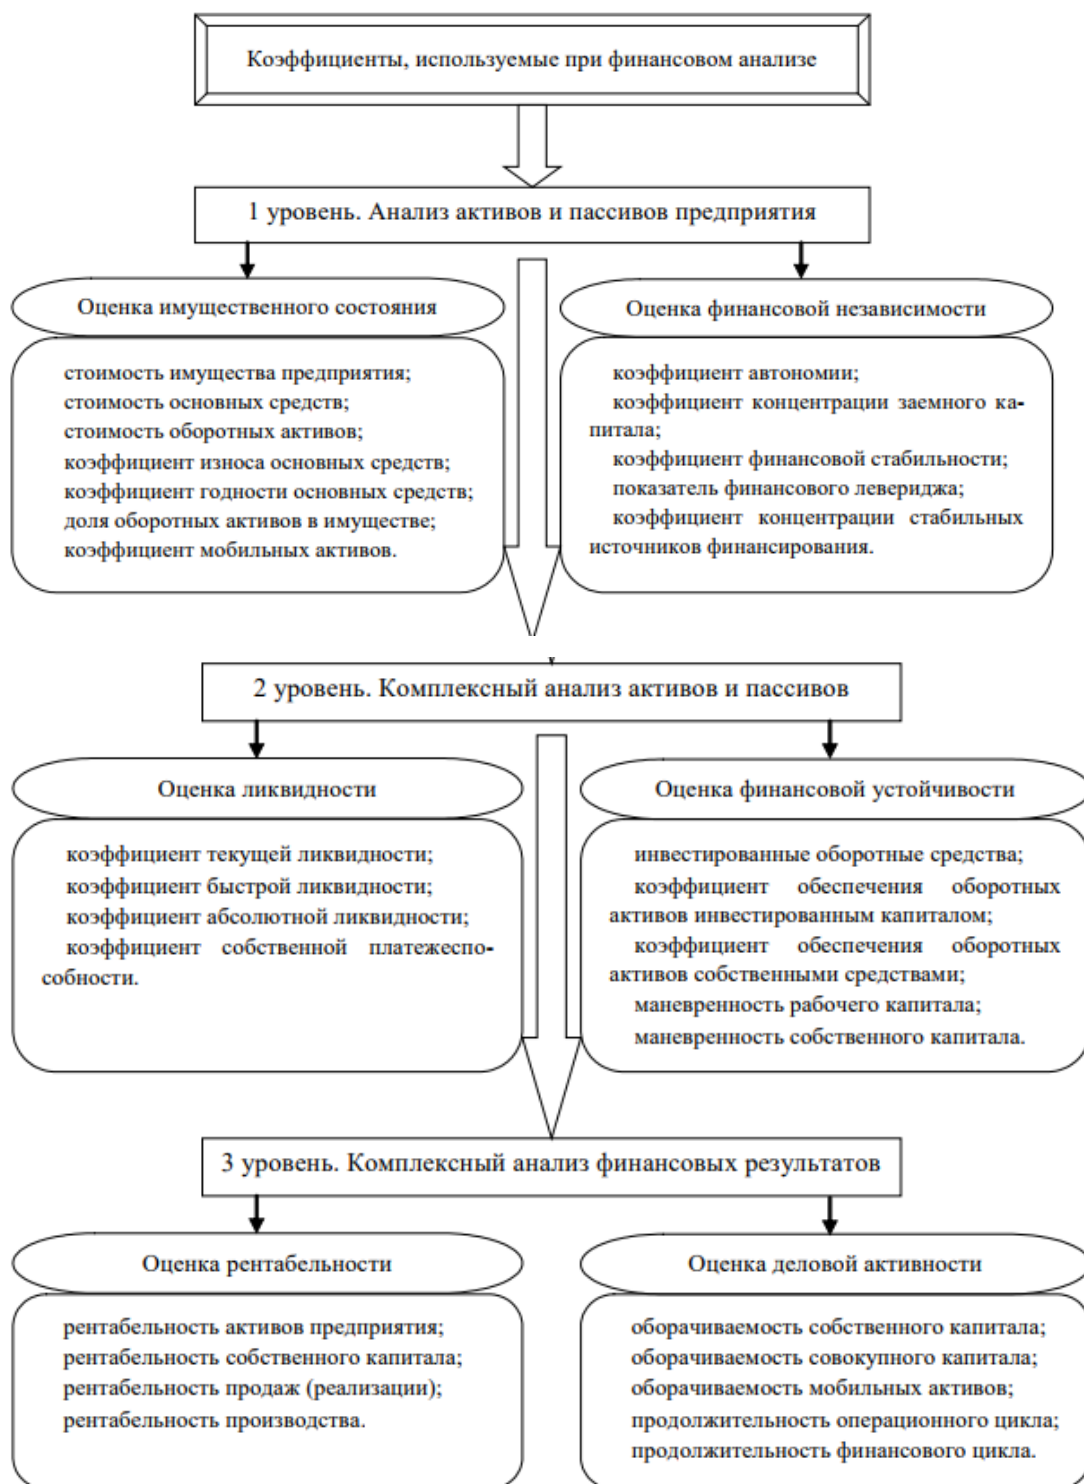 Коэффициенты, используемые при финансовом анализе
1 уровень. Анализ активов и пассивов предприятия
Оценка имущественного состояния
стоимость имущества предприятия;
стоимость основных средств;
стоимость оборотных активов;
коэффициент износа основных средств;
коэффициент годности основных средств;
доля оборотных активов в имуществе;
коэффициент мобильных активов.
Оценка финансовой независимости
коэффициент автономии;
коэффициент концентрации заемного ка-
питала;
коэффициент финансовой стабильности;
показатель финансового левериджа;
коэффициент концентрации стабильных
источников финансирования.
2 уровень. Комплексный анализ активов и пассивов
Оценка ликвидности
коэффициент текущей ликвидности;
коэффициент быстрой ликвидности;
коэффициент абсолютной ликвидности;
коэффициент собственной платежеспо-
собности.
Оценка финансовой устойчивости
инвестированные оборотные средства;
коэффициент обеспечения оборотных
активов инвестированным капиталом;
коэффициент обеспечения оборотных
активов собственными средствами;
маневренность рабочего капитала;
маневренность собственного капитала.
3 уровень. Комплексный анализ финансовых результатов
Оценка рентабельности
рентабельность активов предприятия;
рентабельность собственного капитала;
рентабельность продаж (реализации);
рентабельность производства.
Оценка деловой активности
оборачиваемость собственного капитала;
оборачиваемость совокупного капитала;
оборачиваемость мобильных активов;
продолжительность операционного цикла;
продолжительность финансового цикла.